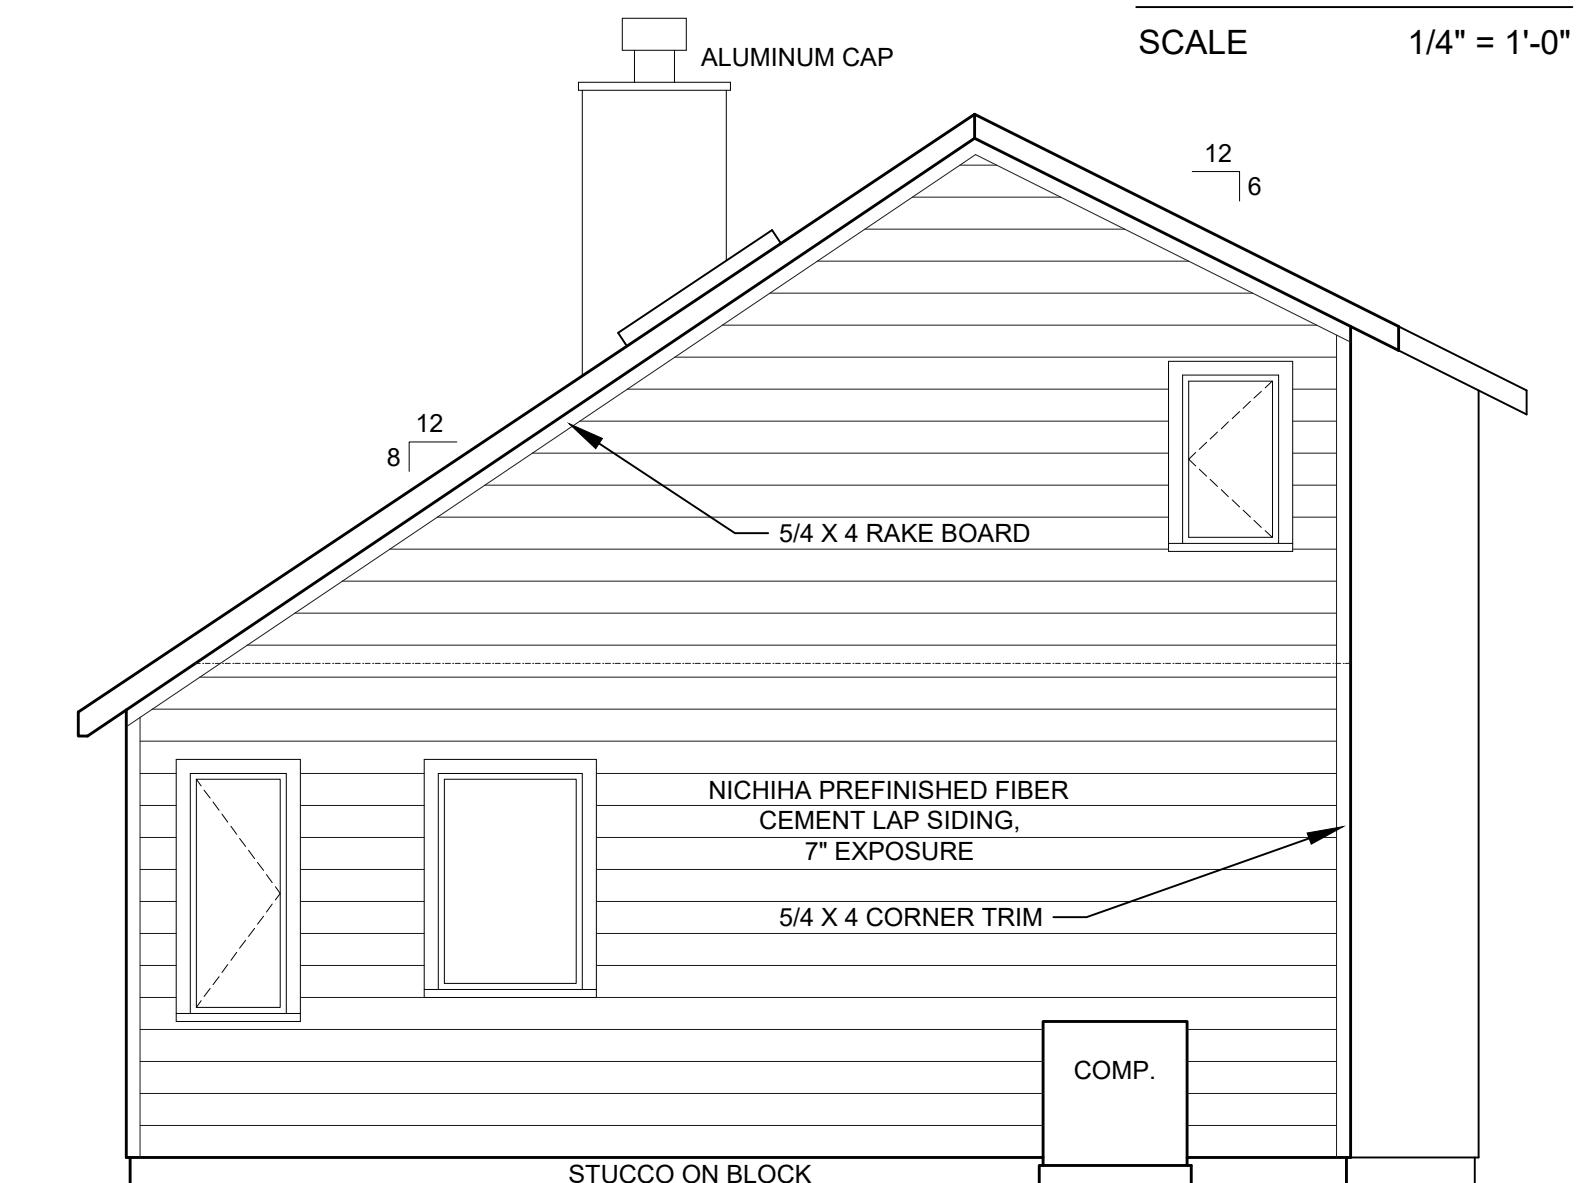 SCALE 1/4" = 1'-0"
ALUMINUM CAP
12
6
12
8
5/4 X 4 RAKE BOARD
NICHIHA PREFINISHED FIBER
CEMENT LAP SIDING,
7" EXPOSURE
5/4 X 4 CORNER TRIM
COMP.
STUCCO ON BLOCK